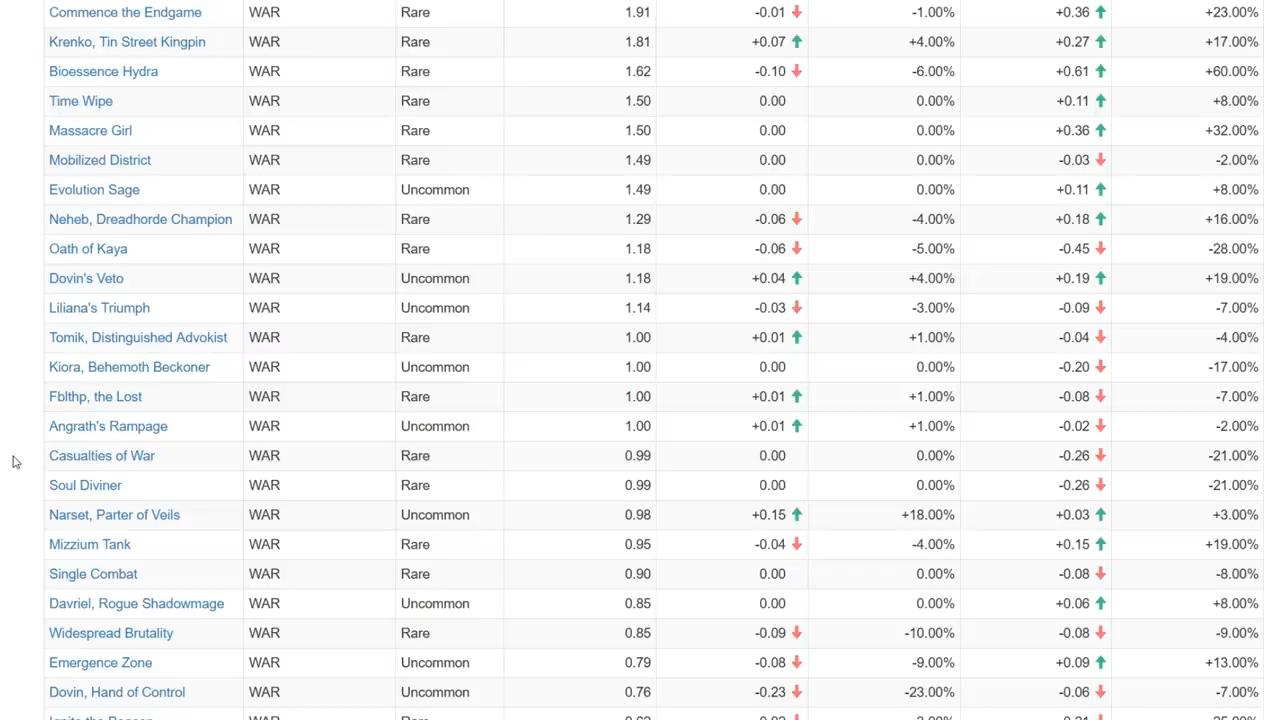 Commence the Endgame WAR Rare 1.91 -0.01 -1.00% +0.36 +23.00%
Krenko, Tin Street Kingpin WAR Rare 1.81 +0.07 +4.00% +0.27 +17.00%
Bioessence Hydra WAR Rare 1.62 -0.10 -6.00% +0.61 +60.00%
Time Wipe WAR Rare 1.50 0.00 0.00% +0.11 +8.00%
Massacre Girl WAR Rare 1.50 0.00 0.00% +0.36 +32.00%
Mobilized District WAR Rare 1.49 0.00 0.00% -0.03 -2.00%
Evolution Sage WAR Uncommon 1.49 0.00 0.00% +0.11 +8.00%
Neheb, Dreadhorde Champion WAR Rare 1.29 -0.06 -4.00% +0.18 +16.00%
Oath of Kaya WAR Rare 1.18 -0.06 -5.00% -0.45 -28.00%
Dovin's Veto WAR Uncommon 1.18 +0.04 +4.00% +0.19 +19.00%
Liliana's Triumph WAR Uncommon 1.14 -0.03 -3.00% -0.09 -7.00%
Tomik, Distinguished Advokist WAR Rare 1.00 +0.01 +1.00% -0.04 -4.00%
Kiora, Behemoth Beckoner WAR Uncommon 1.00 0.00 0.00% -0.20 -17.00%
Fblthp, the Lost WAR Rare 1.00 +0.01 +1.00% -0.08 -7.00%
Angrath's Rampage WAR Uncommon 1.00 +0.01 +1.00% -0.02 -2.00%
Casualties of War WAR Rare 0.99 0.00 0.00% -0.26 -21.00%
Soul Diviner WAR Rare 0.99 0.00 0.00% -0.26 -21.00%
Narset, Parter of Veils WAR Uncommon 0.98 +0.15 +18.00% +0.03 +3.00%
Mizzium Tank WAR Rare 0.95 -0.04 -4.00% +0.15 +19.00%
Single Combat WAR Rare 0.90 0.00 0.00% -0.08 -8.00%
Davriel, Rogue Shadowmage WAR Uncommon 0.85 0.00 0.00% +0.06 +8.00%
Widespread Brutality WAR Rare 0.85 -0.09 -10.00% -0.08 -9.00%
Emergence Zone WAR Uncommon 0.79 -0.08 -9.00% +0.09 +13.00%
Dovin, Hand of Control WAR Uncommon 0.76 -0.23 -23.00% -0.06 -7.00%